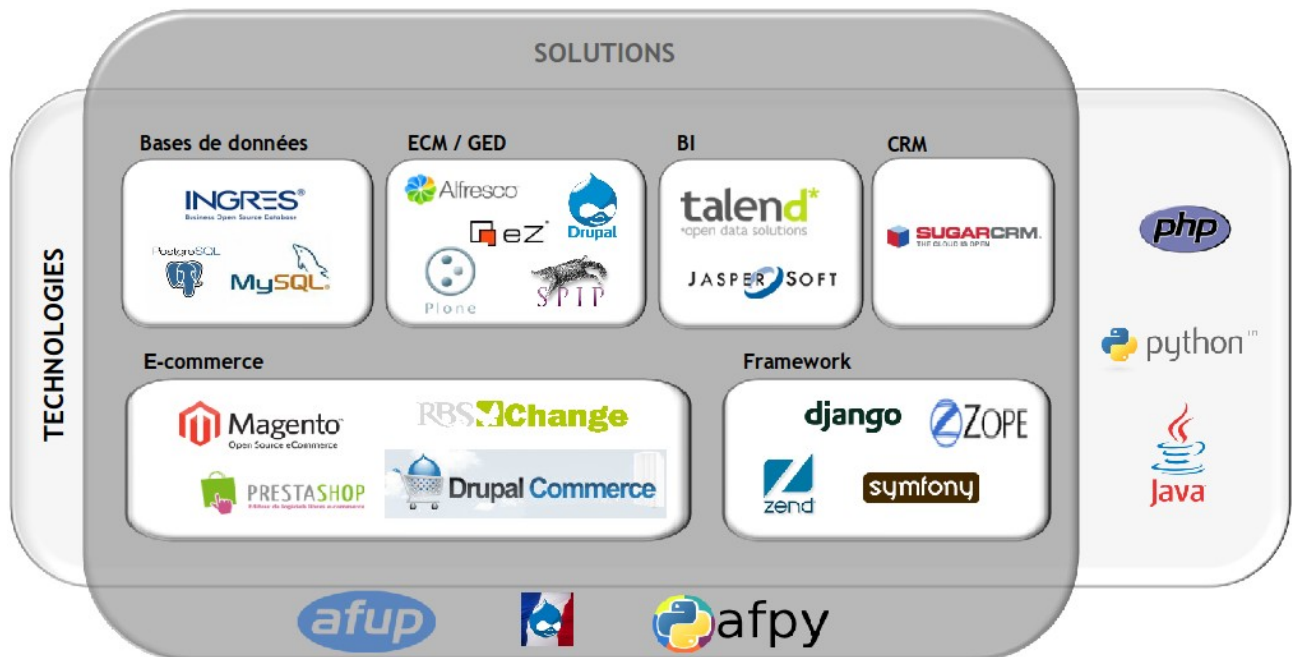 SOLUTIONS
TECHNOLOGIES
Bases de données
INGRES®
Business Open Source Database
PostgreSQL
MySQL®
ECM / GED
Alfresco
Drupal
eZ
Plone
SPIP
BI
talend*
*open data solutions
JASPERSOFT
CRM
SUGARCRM.
THE CLOUD IS OPEN
E-commerce
Magento™
Open Source eCommerce
RBS Change
PRESTASHOP
Drupal Commerce
Framework
django
ZOPE
zend
symfony
php
python™
Java
afup
afpy